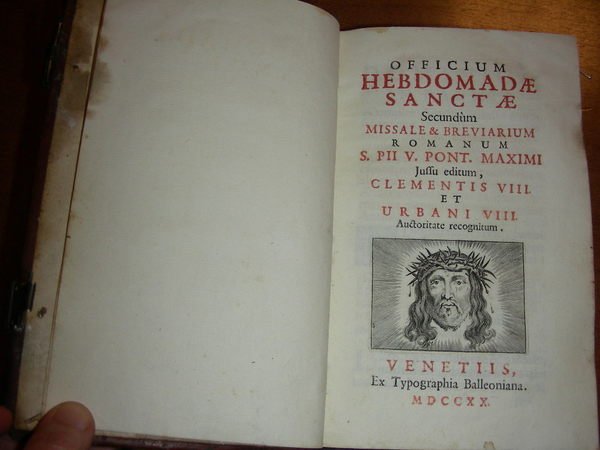 OFFICIUM
HEBDOMADÆ
SANCTÆ
Secundùm
MISSALE & BREVIARIUM
ROMANUM
S. PII V. PONT. MAXIMI
Jussu editum,
CLEMENTIS VIII.
ET
URBANI VIII.
Auctoritate recognitum.
VENETIIS,
Ex Typographia Balleoniana.
MDCCXX.